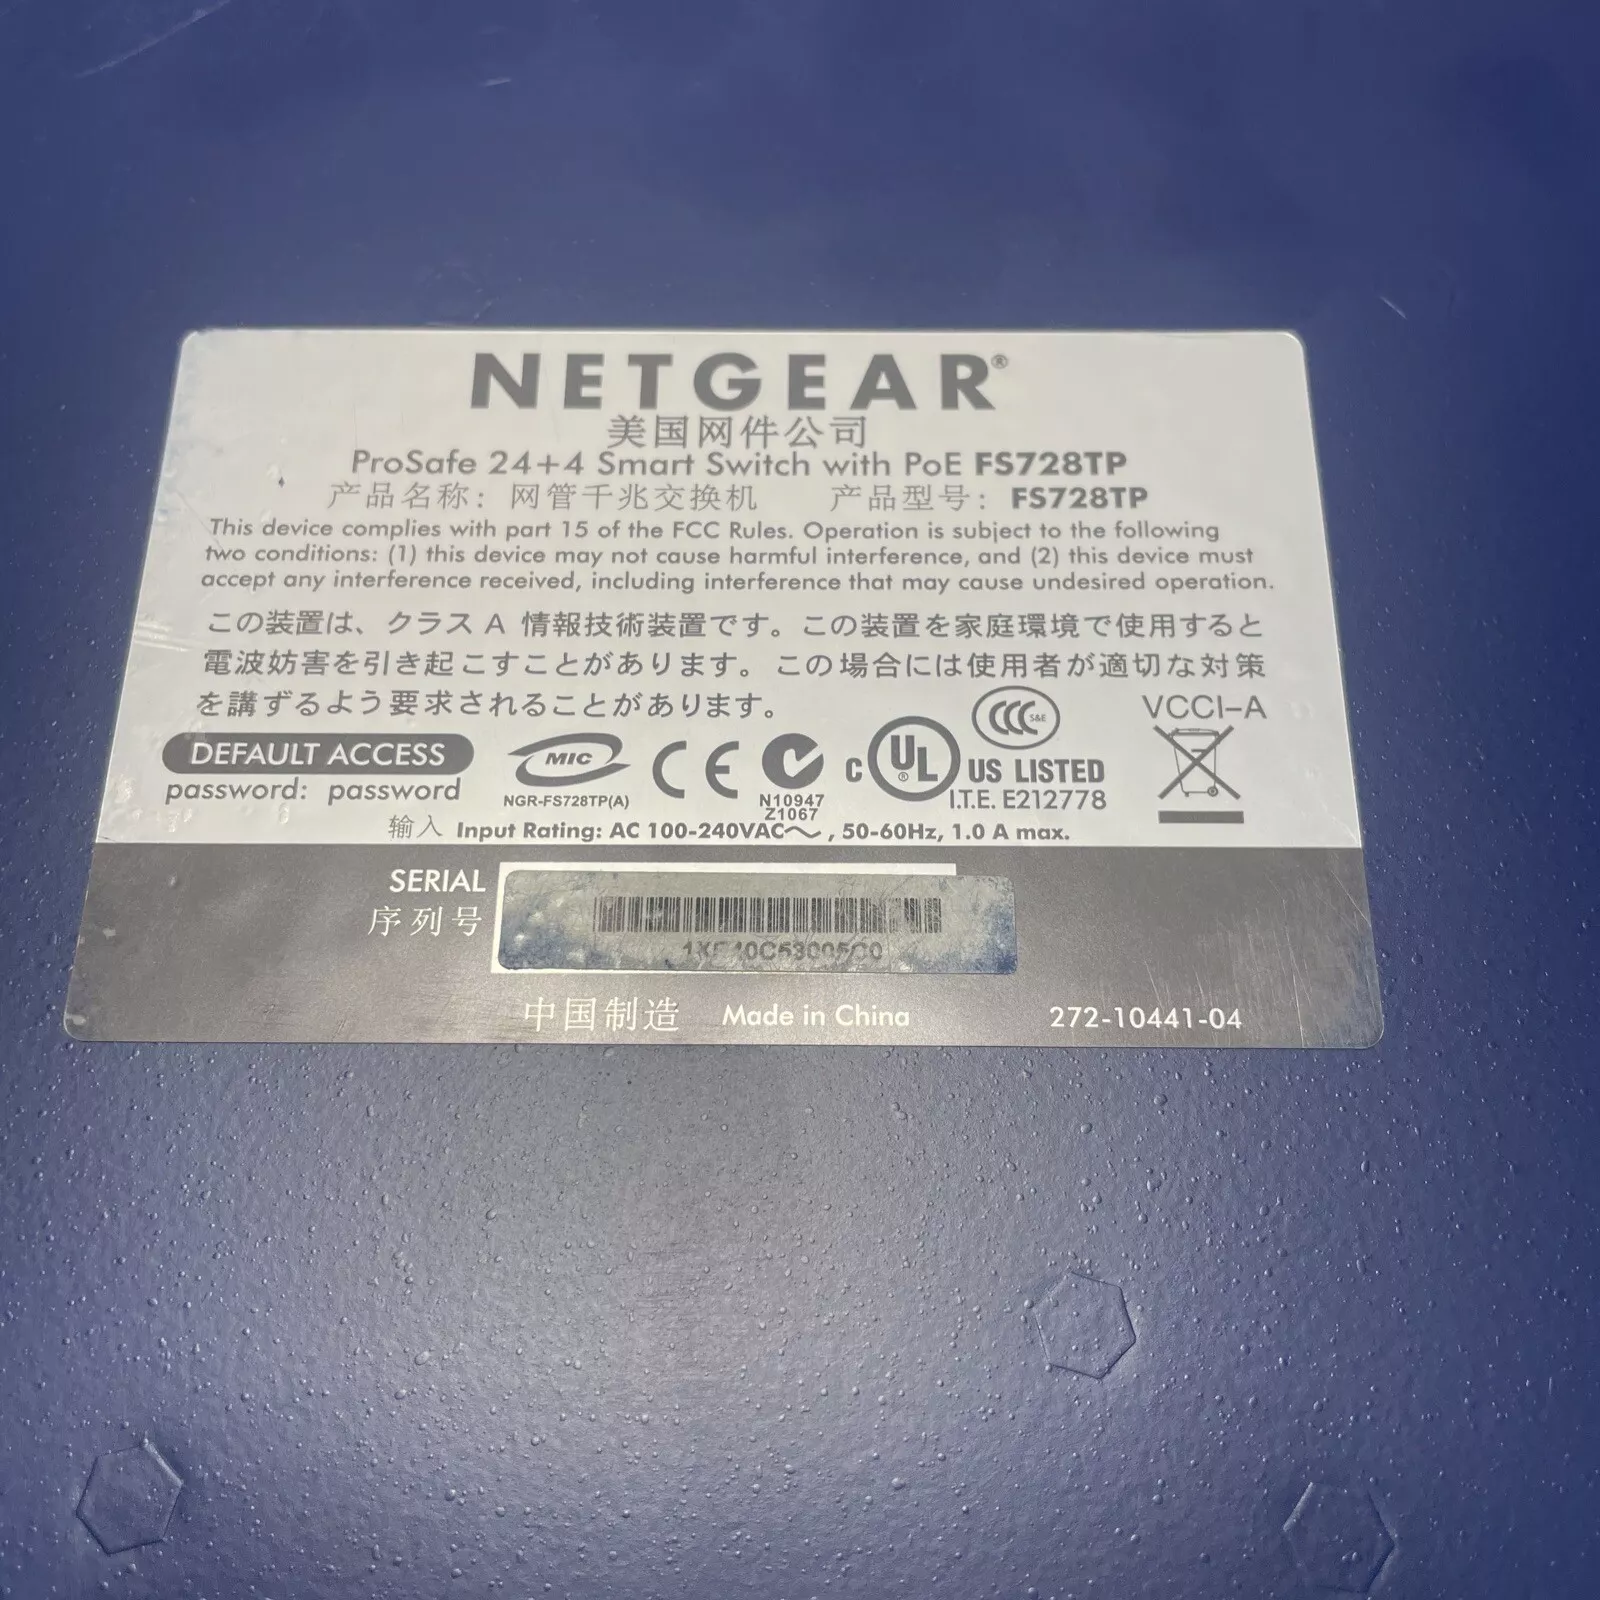 NETGEAR®
美国网件公司
ProSafe 24+4 Smart Switch with PoE FS728TP
产品名称：网管千兆交换机 产品型号：FS728TP
This device complies with part 15 of the FCC Rules. Operation is subject to the following
two conditions: (1) this device may not cause harmful interference, and (2) this device must
accept any interference received, including interference that may cause undesired operation.
この装置は、クラス A 情報技術装置です。この装置を家庭環境で使用すると
電波妨害を引き起こすことがあります。この場合には使用者が適切な対策
を講ずるよう要求されることがあります。
VCCI-A
DEFAULT ACCESS
password: password
MIC
NGR-FS728TP(A)
CE
N10947
Z1067
c UL® US LISTED
I.T.E. E212778
CCC S&E
输入 Input Rating: AC 100-240VAC～, 50-60Hz, 1.0 A max.
SERIAL
序列号
中国制造 Made in China 272-10441-04